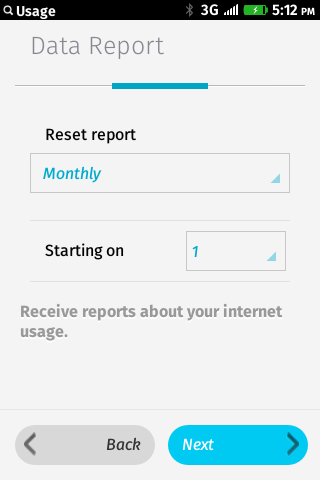 Usage 3G 5:12 PM
Data Report
Reset report
Monthly
Starting on 1
Receive reports about your internet
usage.
Back Next